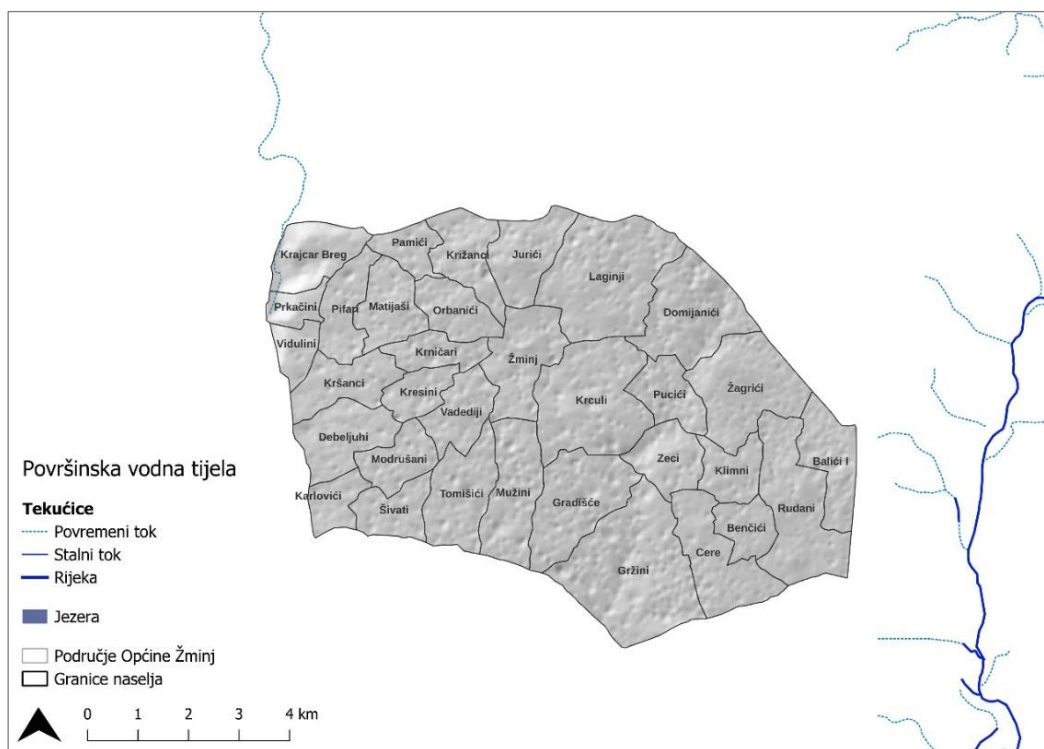 Krajcar Breg
Pamići
Križanci
Jurići
Laginji
Prkačini
Pifari
Matijaši
Orbanići
Domijanići
Vidulini
Krničari
Žminj
Kršanci
Kresini
Vadediji
Krculi
Pucići
Žagrići
Debeljuhi
Modrušani
Zeci
Klimni
Balići I
Karlovići
Šivati
Tomišići
Mužini
Gradišće
Rudani
Benčići
Cere
Gržini
Površinska vodna tijela
Tekućice
Povremeni tok
Stalni tok
Rijeka
Jezera
Područje Općine Žminj
Granice naselja
0 1 2 3 4 km